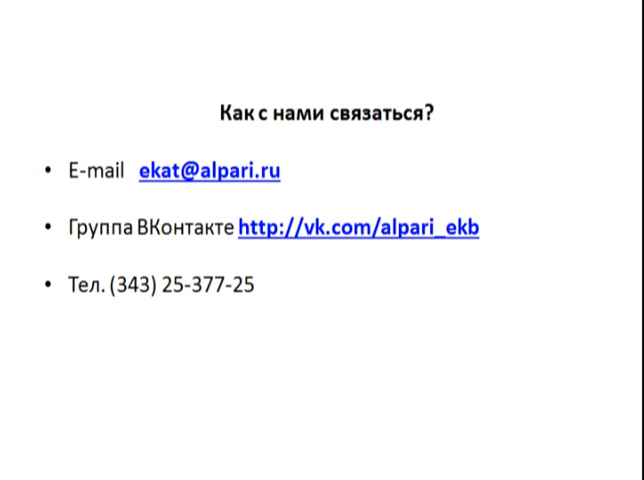 Как с нами связаться?
• E-mail ekat@alpari.ru
• Группа ВКонтакте http://vk.com/alpari_ekb
• Тел. (343) 25-377-25